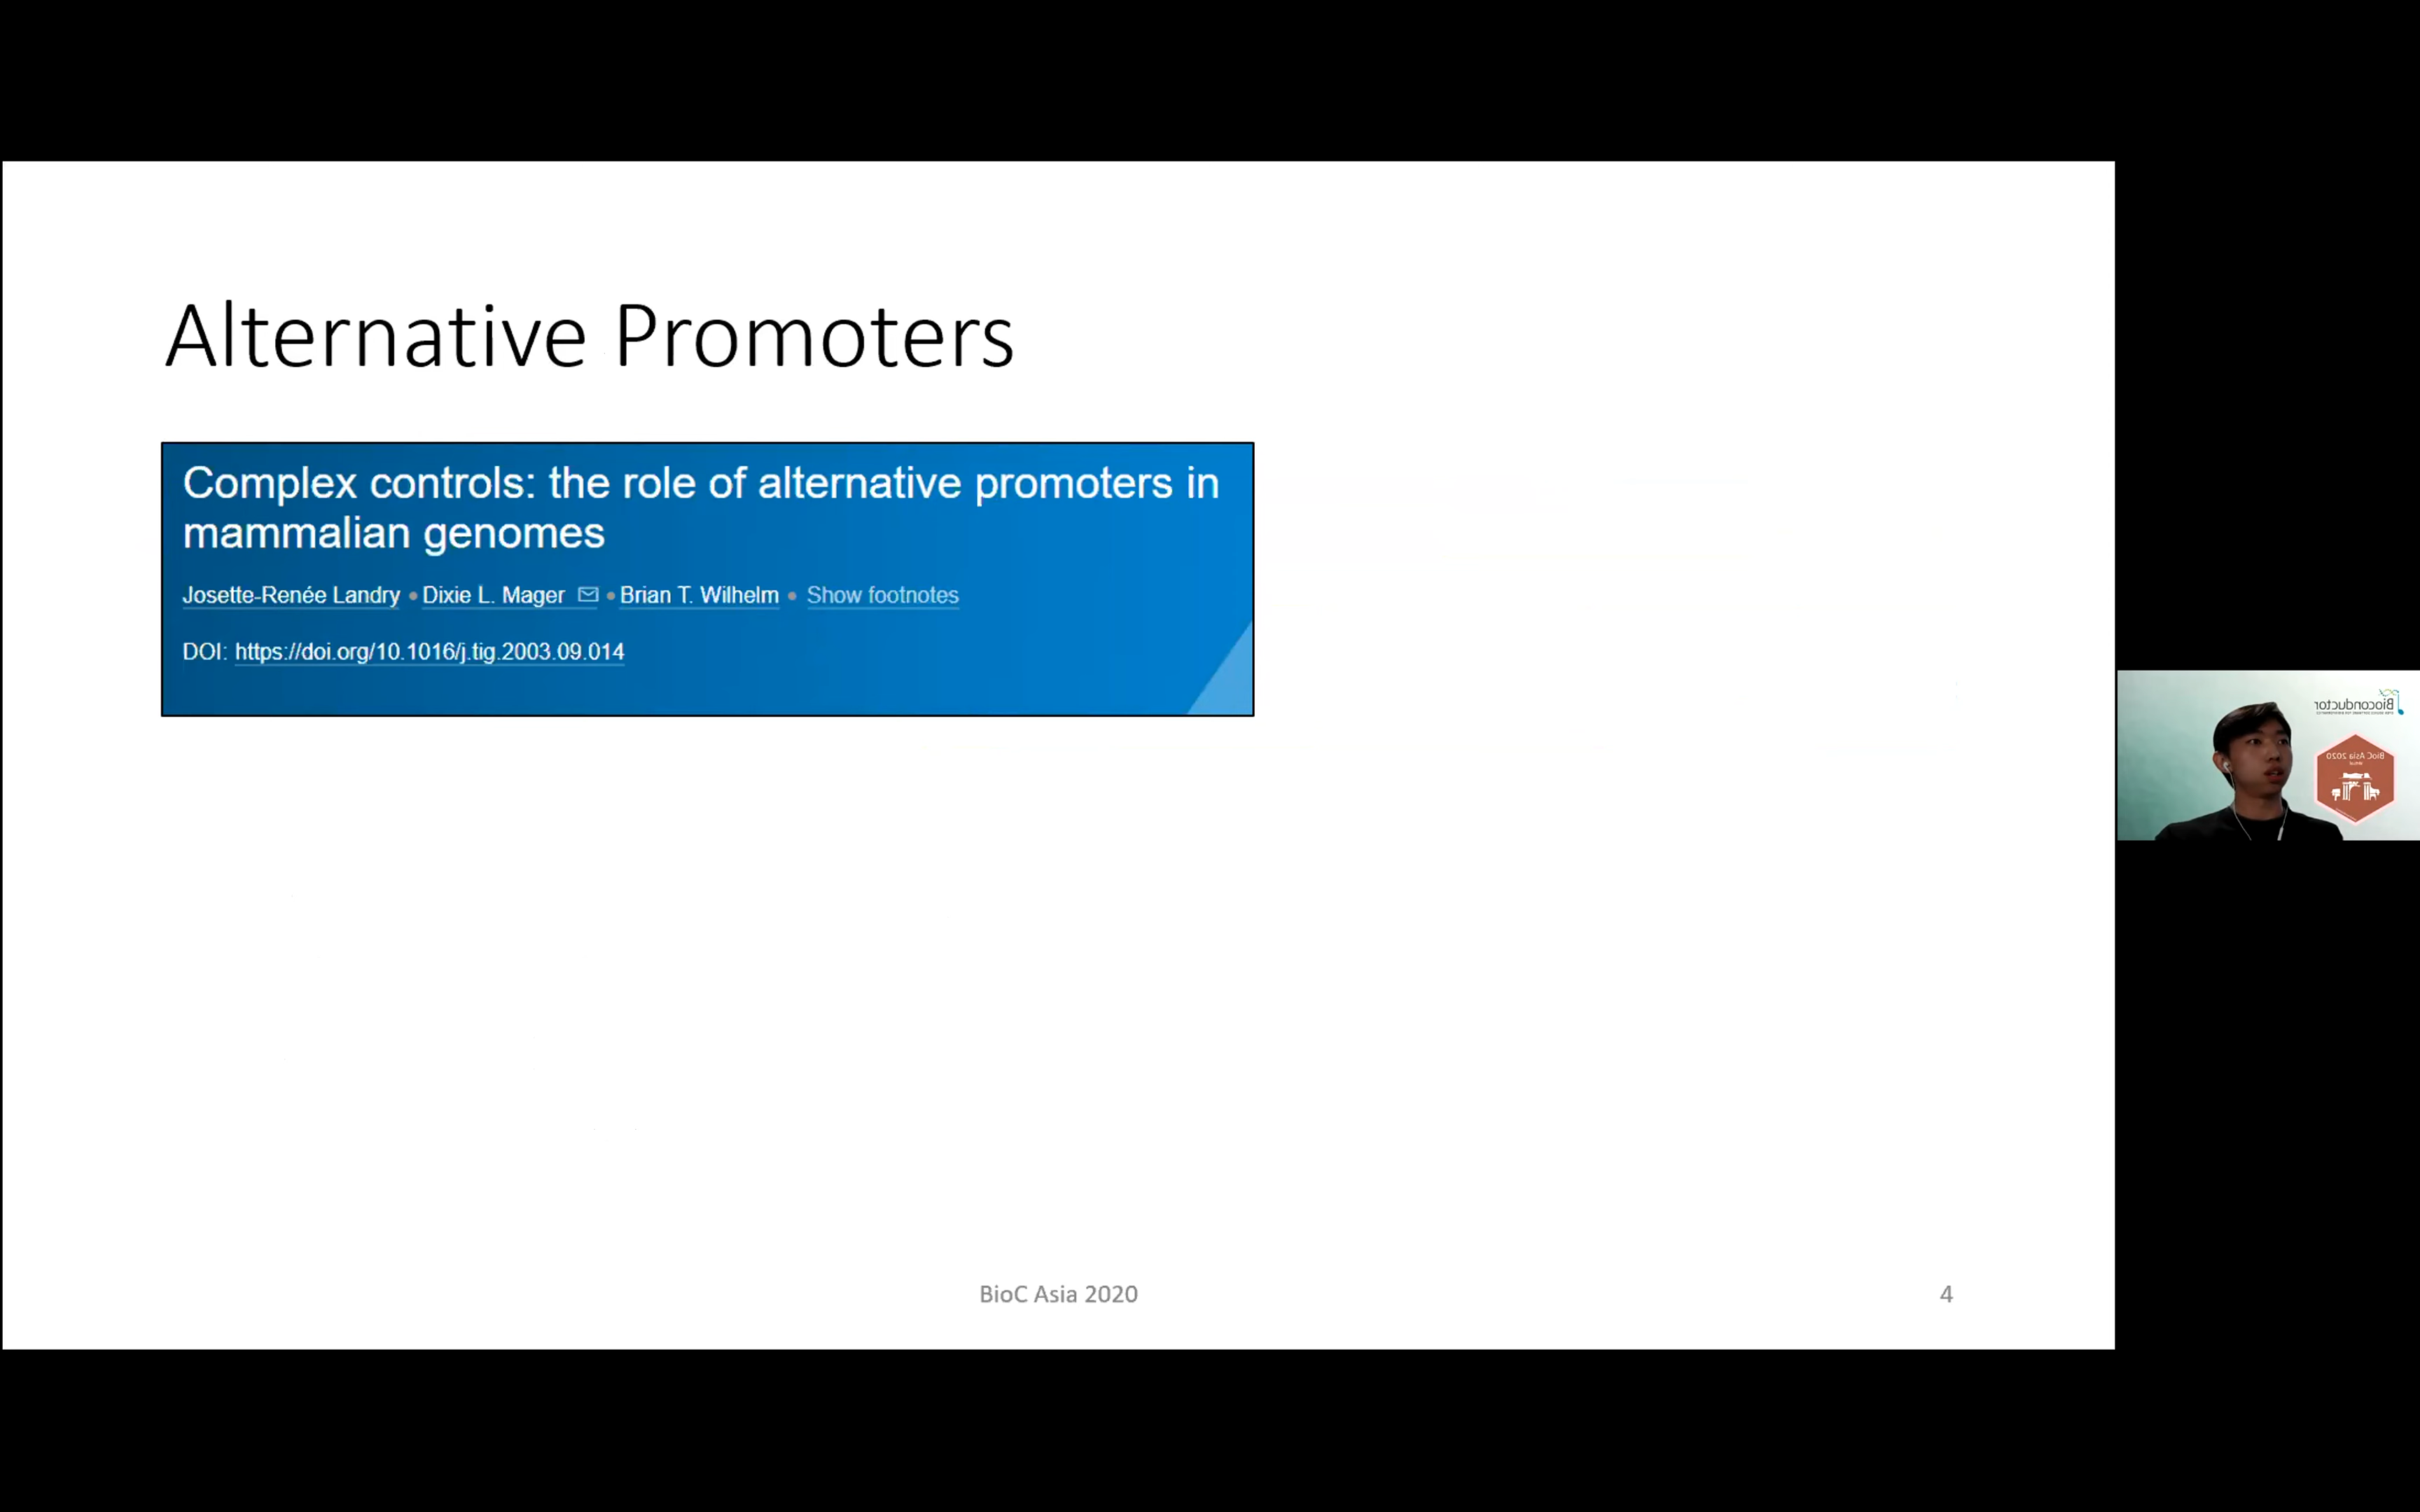 Alternative Promoters
Complex controls: the role of alternative promoters in
mammalian genomes
Josette-Renée Landry • Dixie L. Mager • Brian T. Wilhelm • Show footnotes
DOI: https://doi.org/10.1016/j.tig.2003.09.014
Bioconductor
BioC Asia 2020
BioC Asia 2020
4